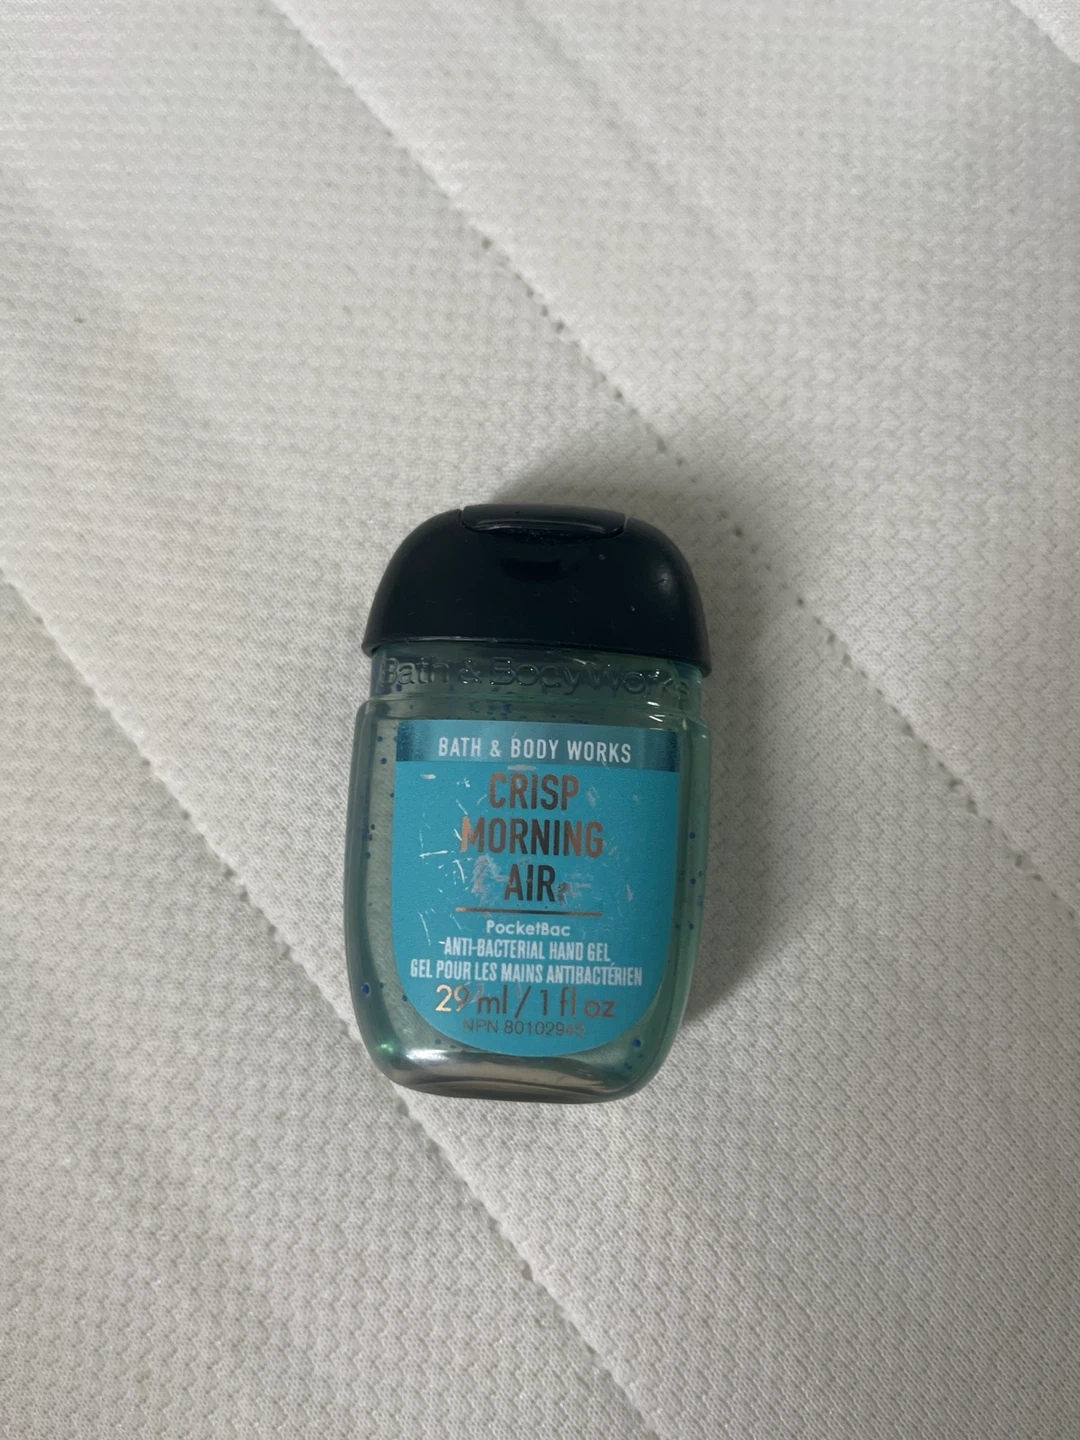 Bath & Body Works
BATH & BODY WORKS
CRISP
MORNING
AIR
PocketBac
ANTI-BACTERIAL HAND GEL
GEL POUR LES MAINS ANTIBACTÉRIEN
29 ml / 1 fl oz
NPN